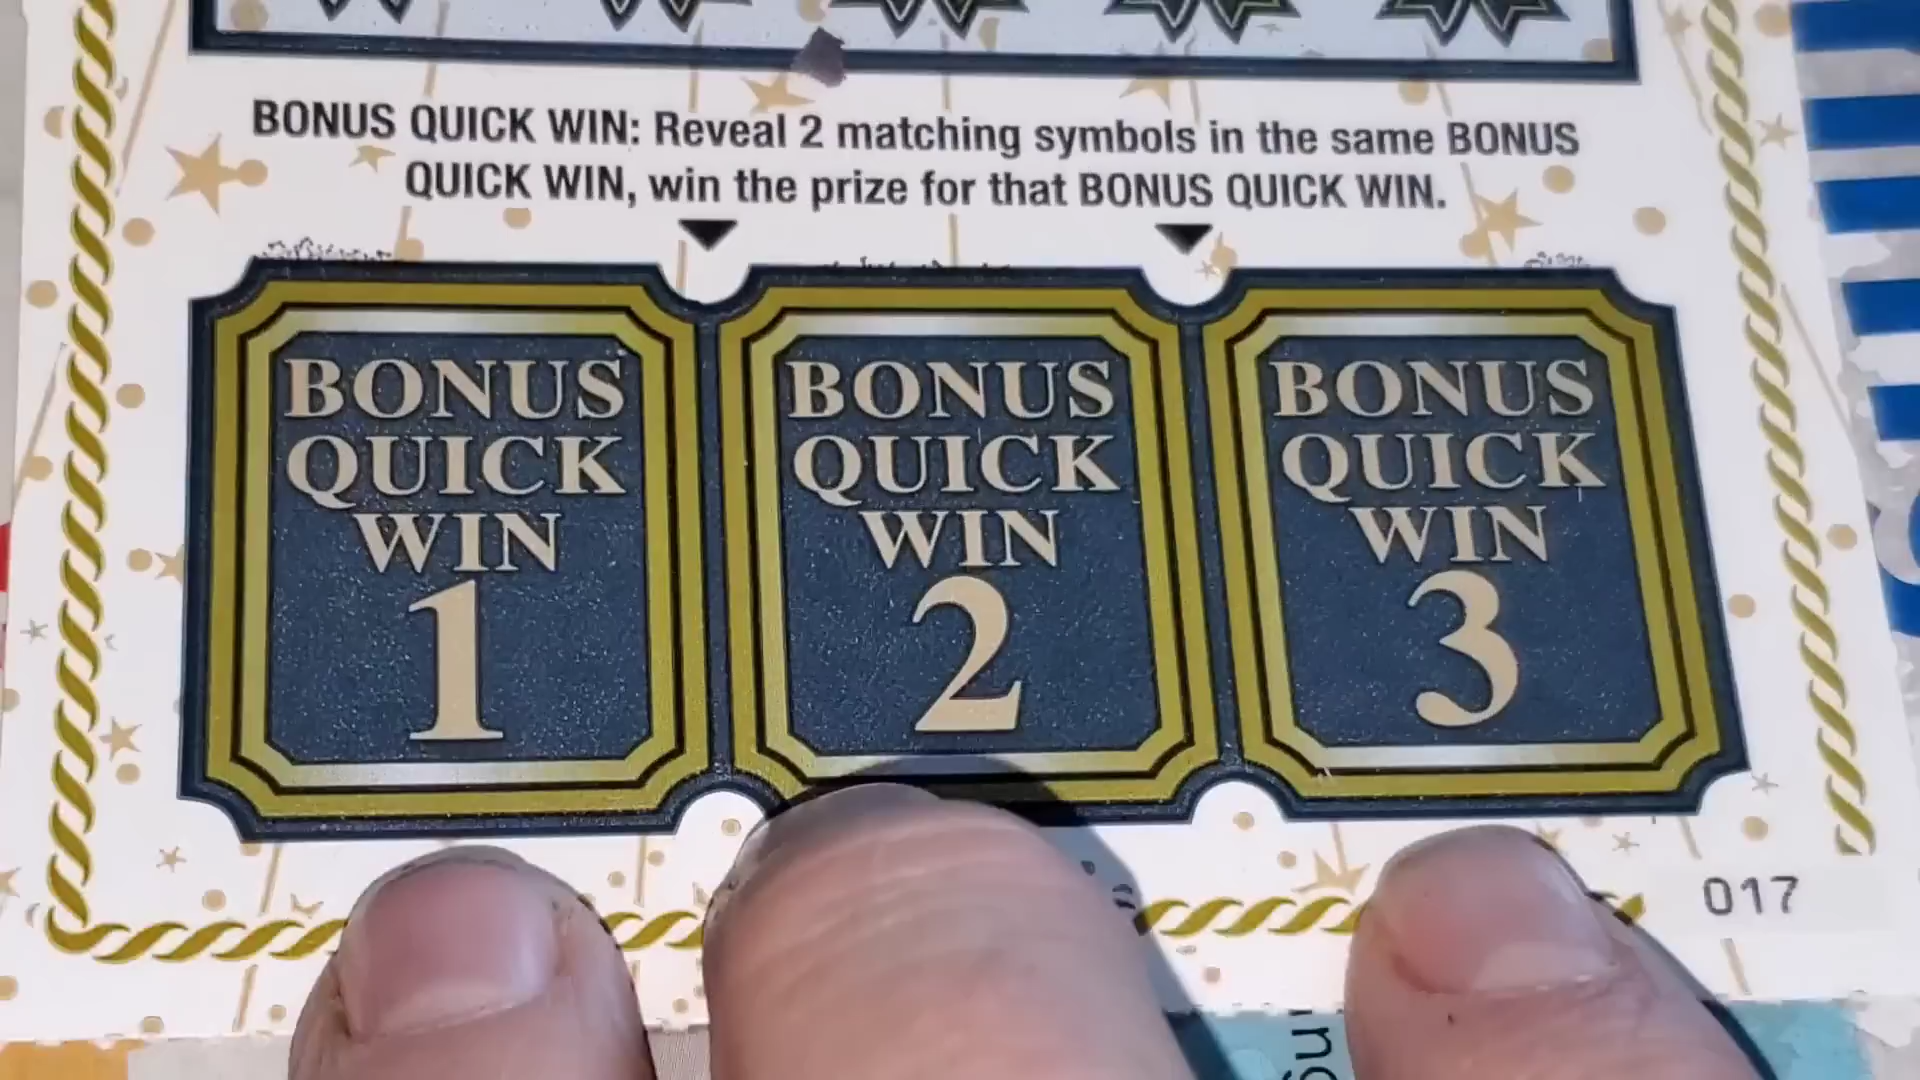 BONUS QUICK WIN: Reveal 2 matching symbols in the same BONUS
QUICK WIN, win the prize for that BONUS QUICK WIN.
BONUS
QUICK
WIN
1
BONUS
QUICK
WIN
2
BONUS
QUICK
WIN
3
017